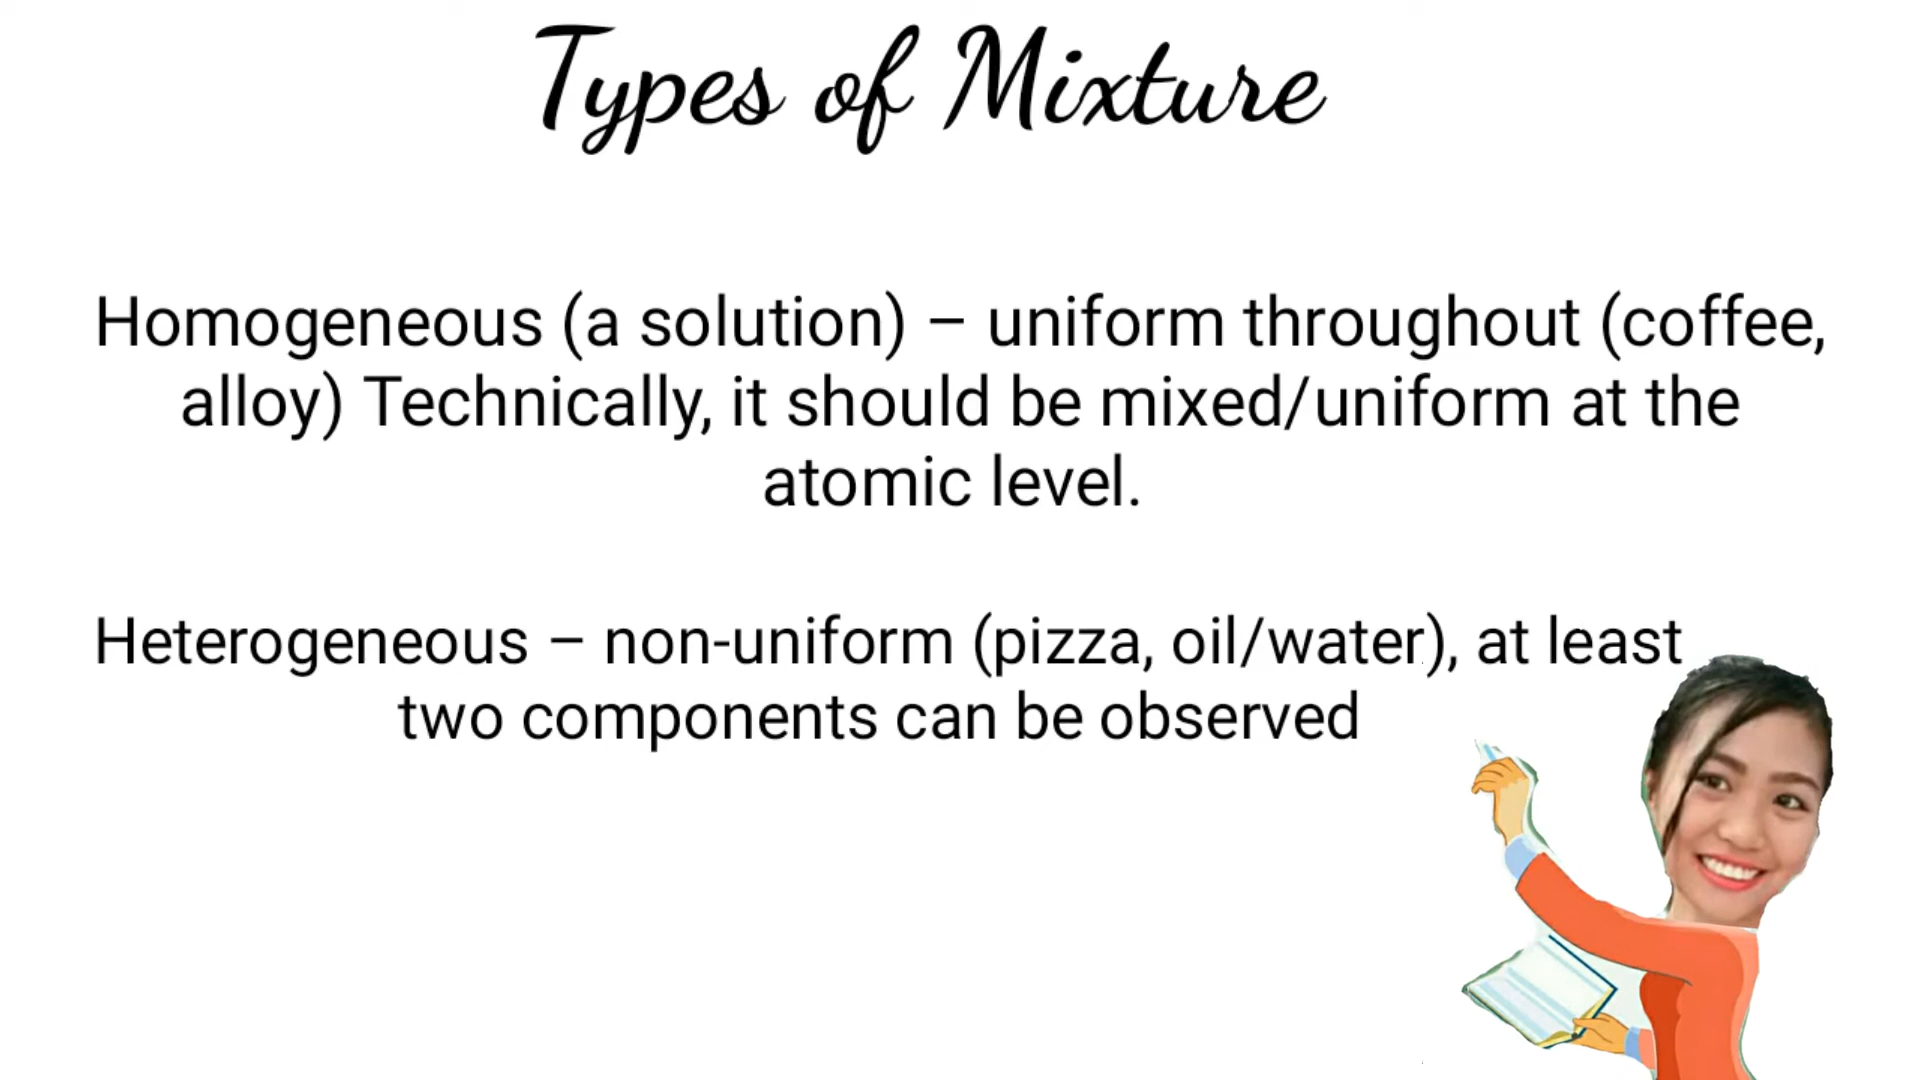 Types of Mixture
Homogeneous (a solution) – uniform throughout (coffee,
alloy) Technically, it should be mixed/uniform at the
atomic level.
Heterogeneous – non-uniform (pizza, oil/water), at least
two components can be observed